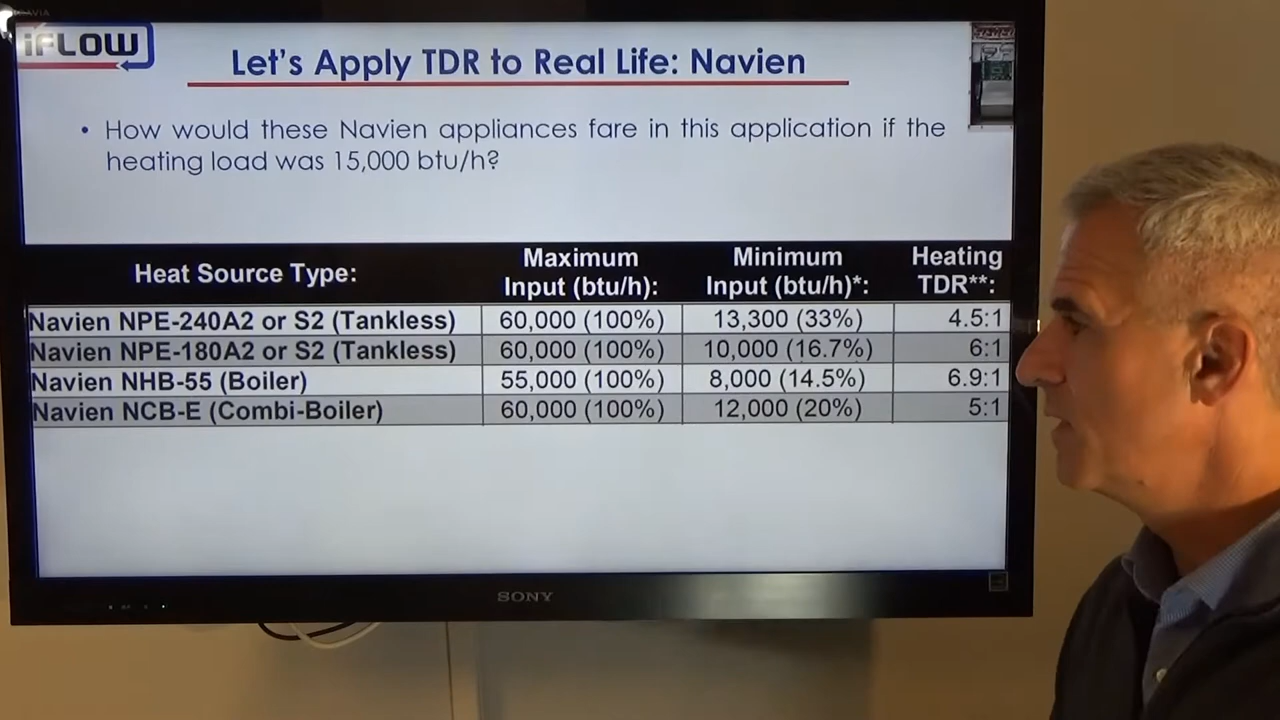 BRAVIA
iFLOW
Let's Apply TDR to Real Life: Navien
• How would these Navien appliances fare in this application if the
heating load was 15,000 btu/h?
Heat Source Type: Maximum Input (btu/h): Minimum Input (btu/h)*: Heating TDR**:
Navien NPE-240A2 or S2 (Tankless) 60,000 (100%) 13,300 (33%) 4.5:1
Navien NPE-180A2 or S2 (Tankless) 60,000 (100%) 10,000 (16.7%) 6:1
Navien NHB-55 (Boiler) 55,000 (100%) 8,000 (14.5%) 6.9:1
Navien NCB-E (Combi-Boiler) 60,000 (100%) 12,000 (20%) 5:1
SONY